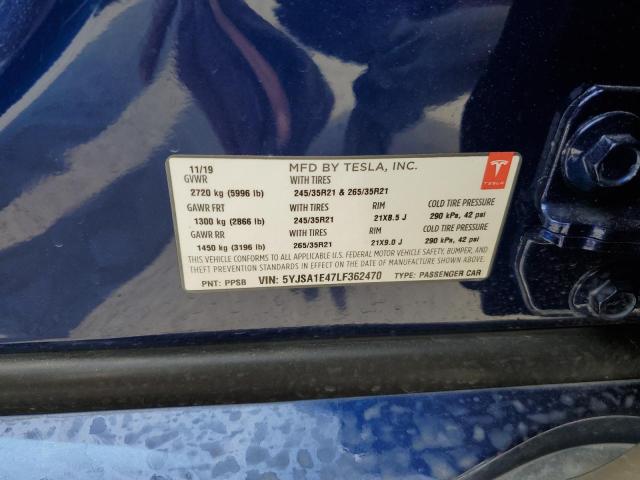 11/19 MFD BY TESLA, INC.
GVWR WITH TIRES
2720 kg (5996 lb) 245/35R21 & 265/35R21
GAWR FRT WITH TIRES RIM COLD TIRE PRESSURE
1300 kg (2866 lb) 245/35R21 21X8.5 J 290 kPa, 42 psi
GAWR RR WITH TIRES RIM COLD TIRE PRESSURE
1450 kg (3196 lb) 265/35R21 21X9.0 J 290 kPa, 42 psi
THIS VEHICLE CONFORMS TO ALL APPLICABLE U.S. FEDERAL MOTOR VEHICLE SAFETY, BUMPER, AND
THEFT PREVENTION STANDARDS IN EFFECT ON THE DATE OF MANUFACTURE SHOWN ABOVE.
PNT: PPSB VIN: 5YJSA1E47LF362470 TYPE: PASSENGER CAR
TESLA